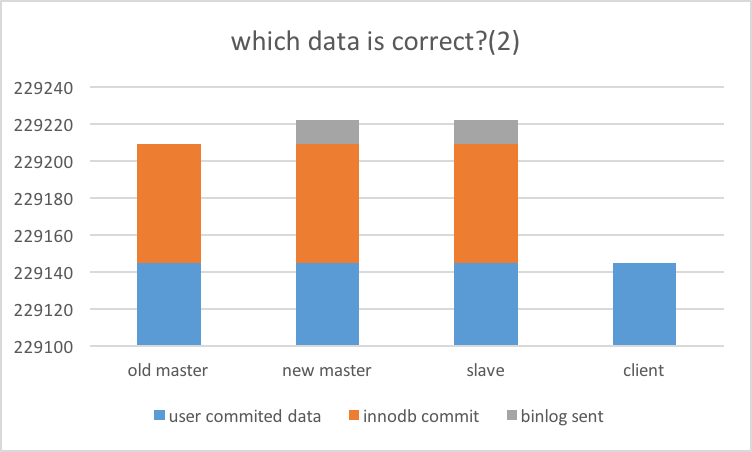 which data is correct?(2)
229240
229220
229200
229180
229160
229140
229120
229100
old master new master slave client
user commited data innodb commit binlog sent